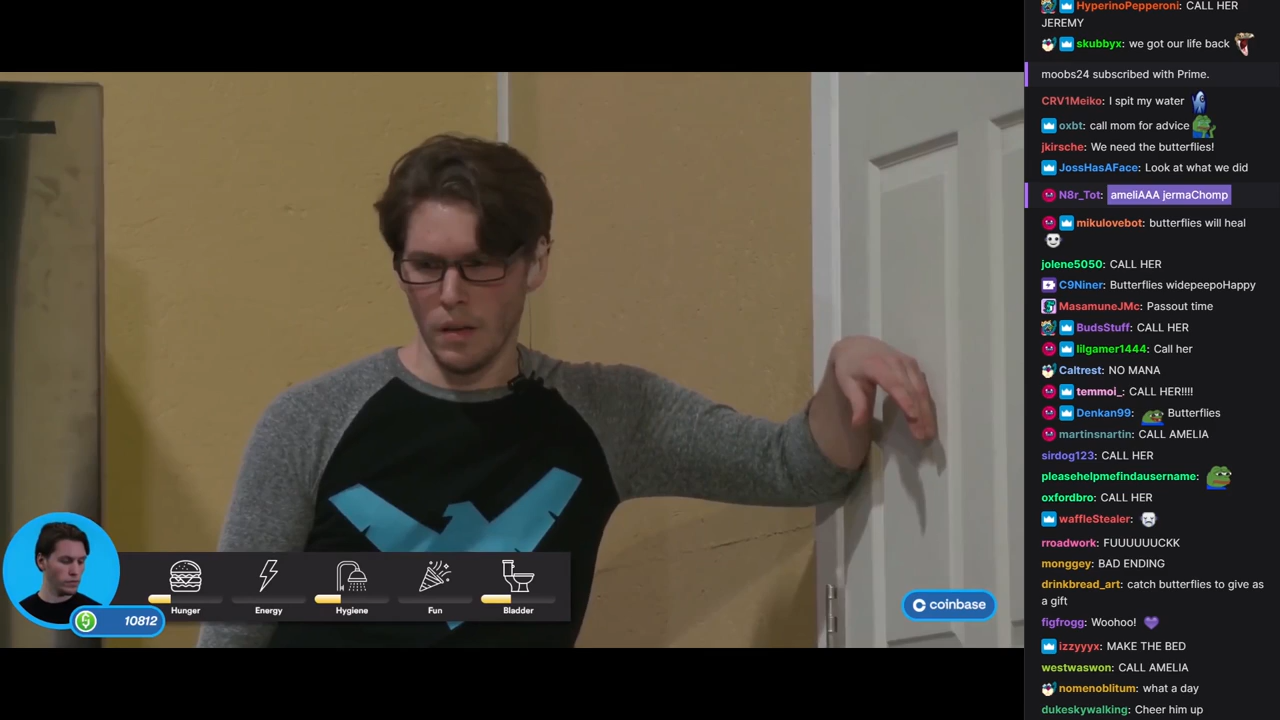 HyperinoPepperoni: CALL HER
JEREMY
skubbyx: we got our life back
moobs24 subscribed with Prime.
CRV1Meiko: I spit my water
oxbt: call mom for advice
jkirsche: We need the butterflies!
JossHasAFace: Look at what we did
N8r_Tot: ameliAAA jermaChomp
mikulovebot: butterflies will heal
jolene5050: CALL HER
C9Niner: Butterflies widepeepoHappy
MasamuneJMc: Passout time
BudsStuff: CALL HER
lilgamer1444: Call her
Caltrest: NO MANA
temmoi_: CALL HER!!!!
Denkan99: Butterflies
martinsnartin: CALL AMELIA
sirdog123: CALL HER
pleasehelpmefindausername:
oxfordbro: CALL HER
waffleStealer:
rroadwork: FUUUUUUCKK
monggey: BAD ENDING
drinkbread_art: catch butterflies to give as
a gift
figfrogg: Woohoo!
izzyyyx: MAKE THE BED
westwaswon: CALL AMELIA
nomenoblitum: what a day
dukeskywalking: Cheer him up
Hunger
Energy
Hygiene
Fun
Bladder
10812
coinbase